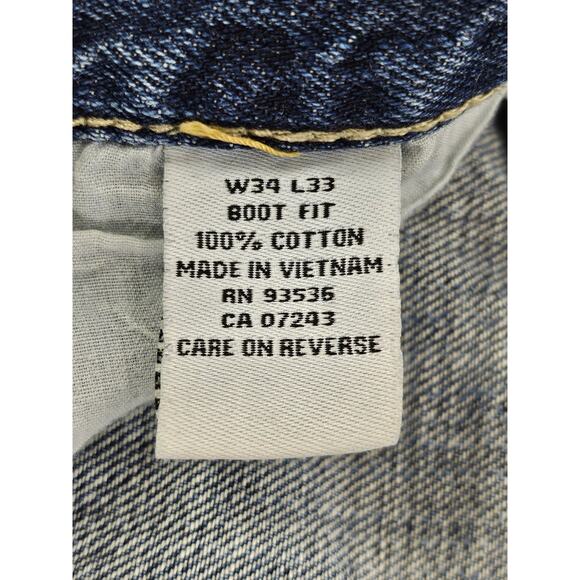 W34 L33
BOOT FIT
100% COTTON
MADE IN VIETNAM
RN 93536
CA 07243
CARE ON REVERSE